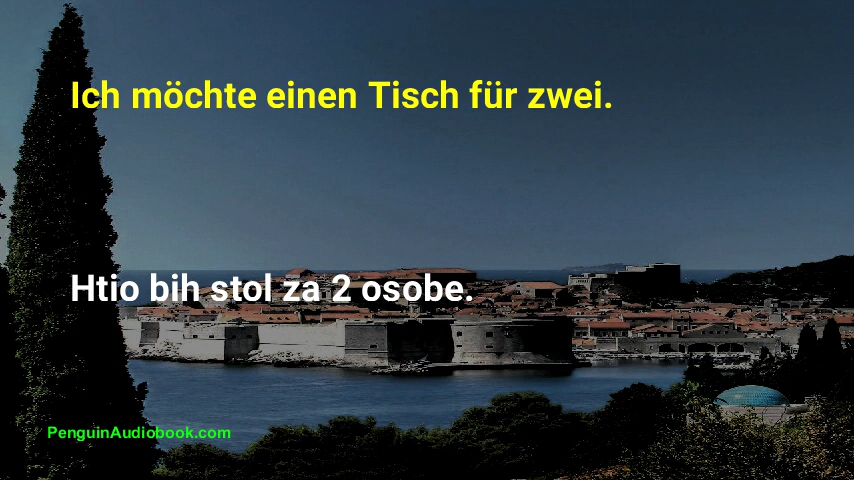 Ich möchte einen Tisch für zwei.
Htio bih stol za 2 osobe.
PenguinAudiobook.com